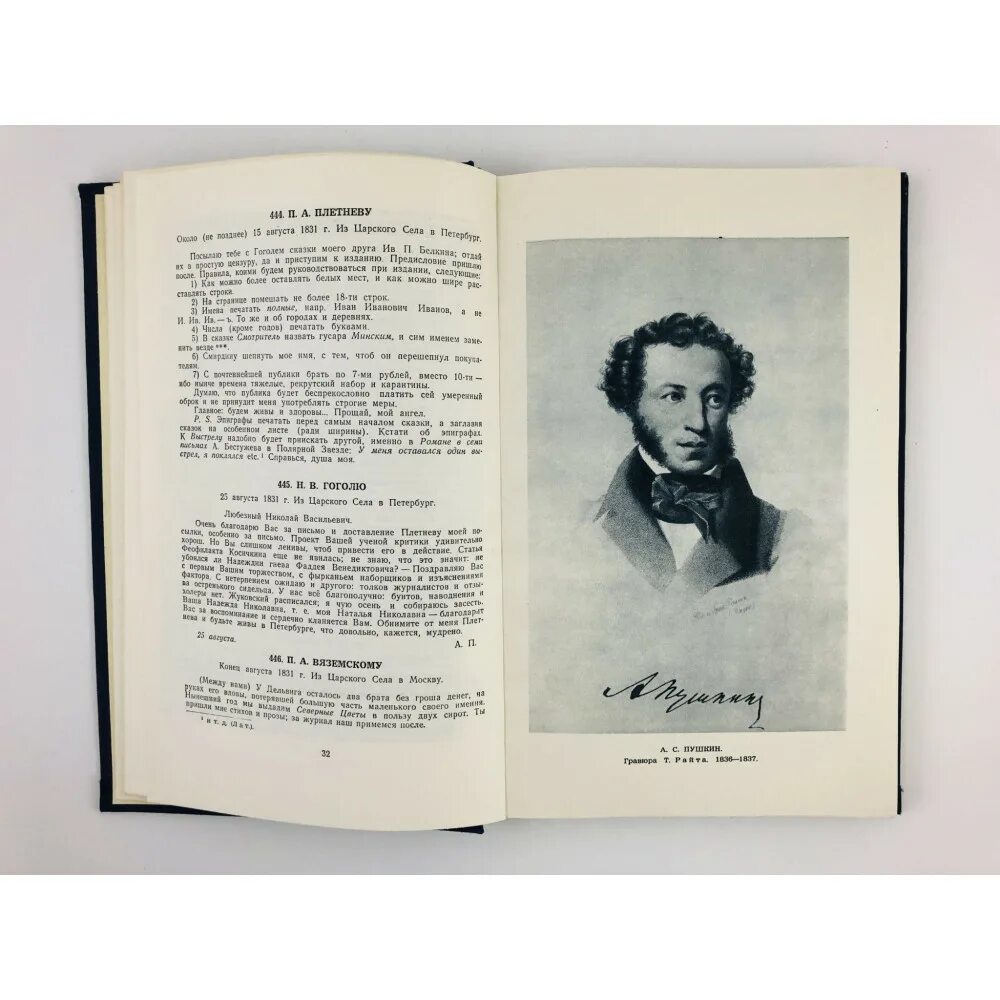 444. П. А. ПЛЕТНЕВУ
Около (не позднее) 15 августа 1831 г. Из Царского Села в Петербург.
Посылаю тебе с Гоголем сказки моего друга Ив П. Белкина; отдай
их в простую цензуру, да и приступим к изданию. Предисловие пришлю
после. Правила, коими будем руководствоваться при издании, следующие:
1) Как можно более оставлять белых мест, и как можно шире рас-
ставлять строка.
2) На странице помещать не более 18-ти строк.
3) Имена печатать полные, напр. Иван Иванович Иванов, а не
И. Ив. Ив.—ъ. То же и об городах и деревнях.
4) Числа (кроме годов) печатать буквами.
5) В сказке Смотритель назвать гусара Минским, и сим именем заме-
нить везде ***.
6) Смирдину шепнуть мое имя, с тем, чтоб он перешепнул покупа-
телям.
7) С почтеннейшей публики брать по 7-ми рублей, вместо 10-ти —
ибо нынче времена тяжелые, рекрутский набор и карантины.
Думаю, что публика будет беспрекословно платить сей умеренный
оброк и не принудит меня употреблять строгие меры.
Главное: будем живы и здоровы... Прощай, мой ангел.
P. S. Эпиграфы печатать перед самым началом сказки, а заглавия
сказок на особенном листе (ради ширины). Кстати об эпиграфах.
К Выстрелу надобно будет приискать другой, именно в Романе в семи
письмах А. Бестужева в Полярной Звезде: У меня оставался один вы-
стрел, я поклялся etc.¹ Справься, душа моя.
445. Н. В. ГОГОЛЮ
25 августа 1831 г. Из Царского Села в Петербург.
Любезный Николай Васильевич.
Очень благодарю Вас за письмо и доставление Плетневу моей по-
сылки, особенно за письмо. Проект Вашей ученой критики удивительно
хорош. Но Вы слишком ленивы, чтоб привести его в действие. Статья
Феофилакта Косичкина еще не явилась; не знаю, что это значит: не
убоялся ли Надеждин гнева Фаддея Венедиктовича? — Поздравляю Вас
с первым Вашим торжеством, с фырканьем наборщиков и изъяснениями
фактора. С нетерпением ожидаю и другого: толков журналистов и отзы-
ва остренького сидельца. У нас всё благополучно: бунтов, наводнения и
холеры нет. Жуковский расписался; я чую осень и собираюсь засесть.
Ваша Надежда Николавна, т. е. моя Наталья Николавна — благодарит
Вас за воспоминание и сердечно кланяется Вам. Обнимите от меня Плет-
нева и будьте живы в Петербурге, что довольно, кажется, мудрено.
25 августа.
А. П.
446. П. А. ВЯЗЕМСКОМУ
Конец августа 1831 г. Из Царского Села в Москву.
(Между нами) У Дельвига осталось два брата без гроша денег, на
руках его вдовы, потерявшей большую часть маленького своего имения.
Нынешний год мы выдадим Северные Цветы в пользу двух сирот. Ты
пришли мне стихов и прозы; за журнал наш примемся после.
¹ и т. д. (Лат.).
32
А Пушкин
А. С. ПУШКИН.
Гравюра Т. Райта. 1836—1837.